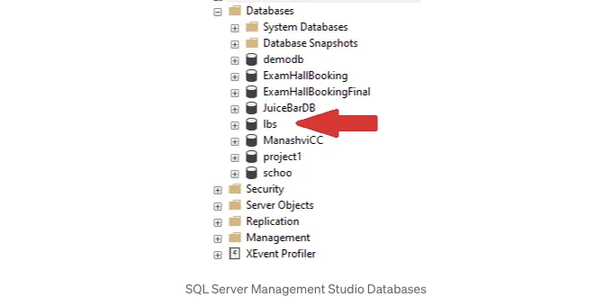 Databases
System Databases
Database Snapshots
demodb
ExamHallBooking
ExamHallBookingFinal
JuiceBarDB
lbs
ManashviCC
project1
schoo
Security
Server Objects
Replication
Management
XEvent Profiler
SQL Server Management Studio Databases